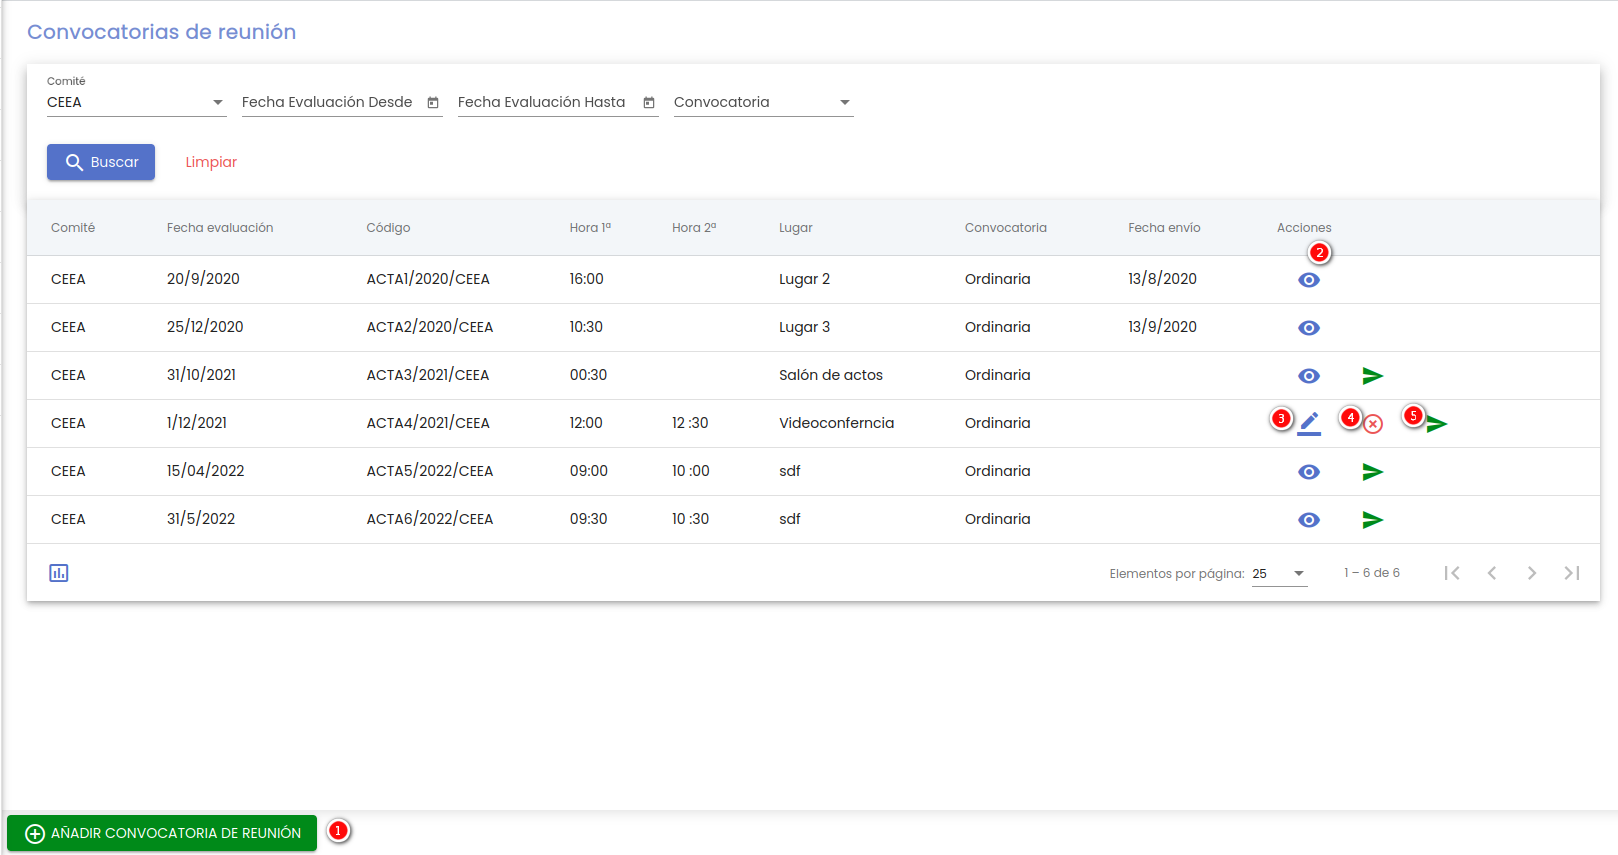 Convocatorias de reunión
Comité
CEEA Fecha Evaluación Desde Fecha Evaluación Hasta Convocatoria
Buscar Limpiar
Comité Fecha evaluación Código Hora 1ª Hora 2ª Lugar Convocatoria Fecha envío Acciones
2
CEEA 20/9/2020 ACTA1/2020/CEEA 16:00 Lugar 2 Ordinaria 13/8/2020
CEEA 25/12/2020 ACTA2/2020/CEEA 10:30 Lugar 3 Ordinaria 13/9/2020
CEEA 31/10/2021 ACTA3/2021/CEEA 00:30 Salón de actos Ordinaria
CEEA 1/12/2021 ACTA4/2021/CEEA 12:00 12 :30 Videoconferncia Ordinaria 3 4 5
CEEA 15/04/2022 ACTA5/2022/CEEA 09:00 10 :00 sdf Ordinaria
CEEA 31/5/2022 ACTA6/2022/CEEA 09:30 10 :30 sdf Ordinaria
Elementos por página: 25 1 – 6 de 6
AÑADIR CONVOCATORIA DE REUNIÓN 1